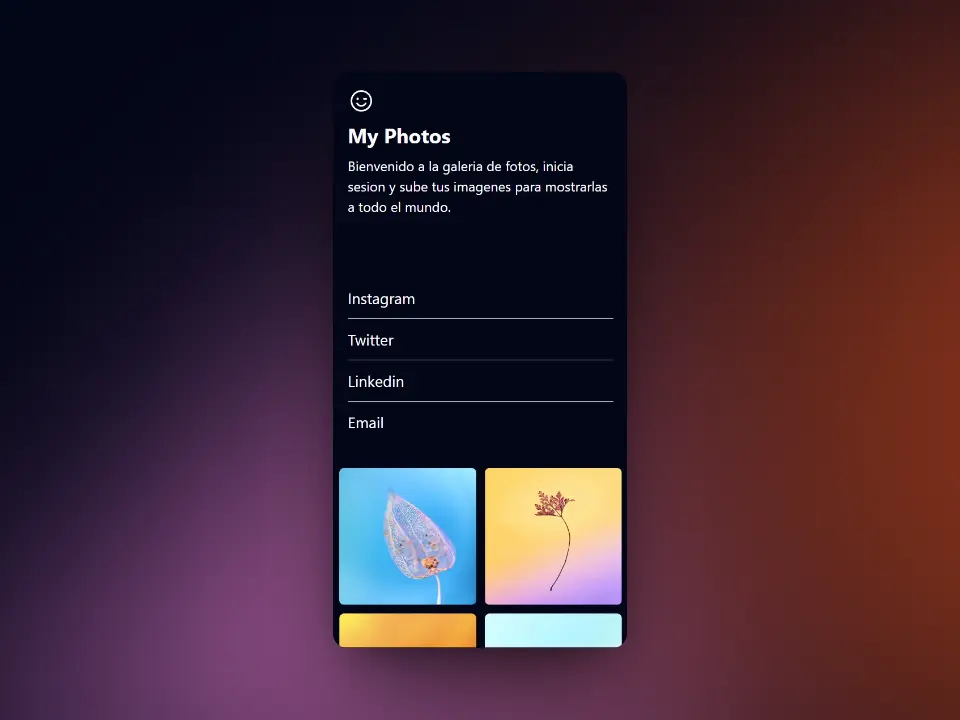 My Photos
Bienvenido a la galeria de fotos, inicia
sesion y sube tus imagenes para mostrarlas
a todo el mundo.
Instagram
Twitter
Linkedin
Email